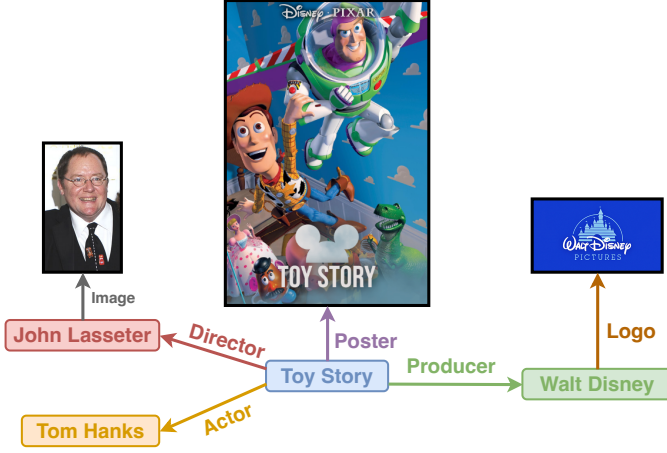 Disney · PIXAR
TOY STORY
Walt Disney
PICTURES
Image
John Lasseter
Director
Poster
Logo
Toy Story
Producer
Walt Disney
Actor
Tom Hanks